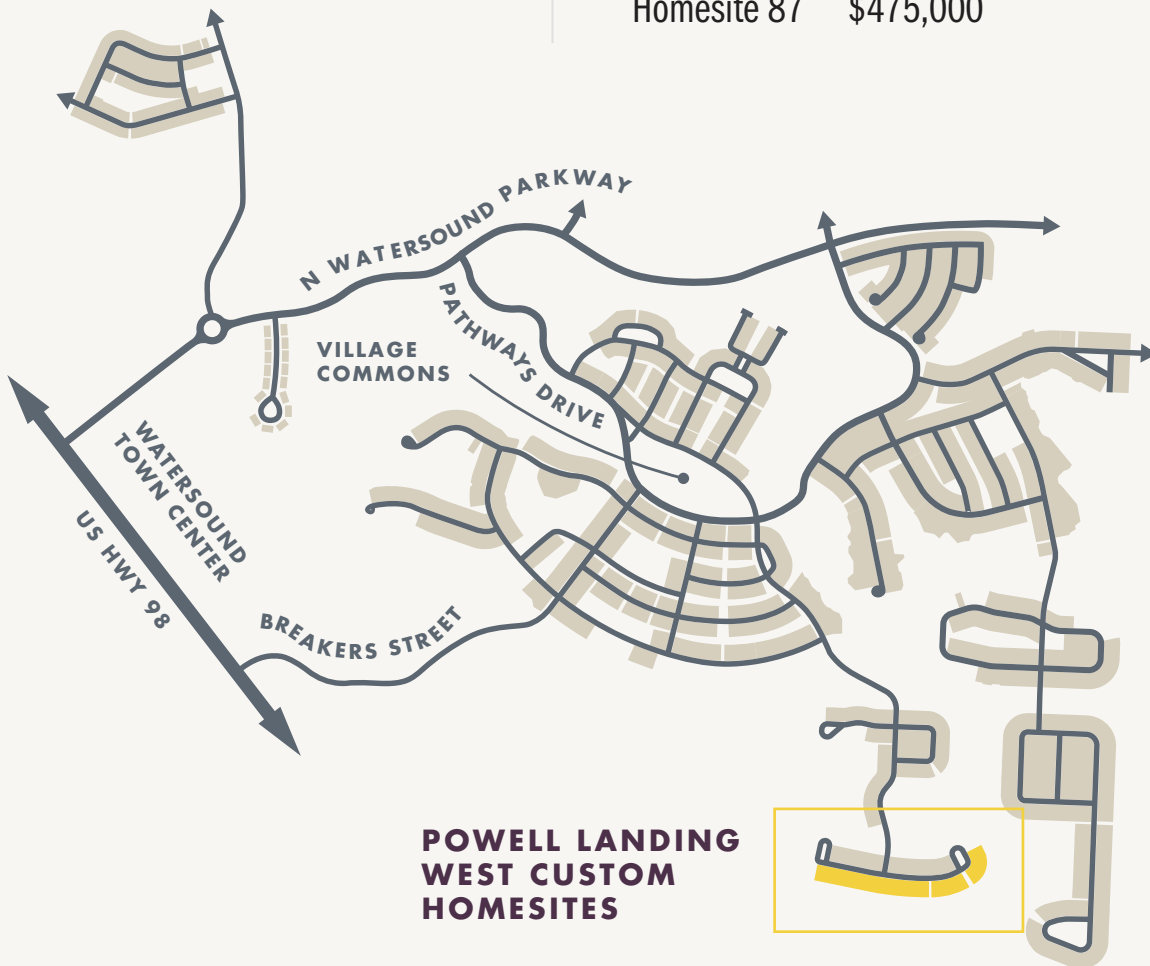 Homesite 87 $475,000
N WATERSOUND PARKWAY
PATHWAYS DRIVE
VILLAGE
COMMONS
WATERSOUND
TOWN CENTER
US HWY 98
BREAKERS STREET
POWELL LANDING
WEST CUSTOM
HOMESITES